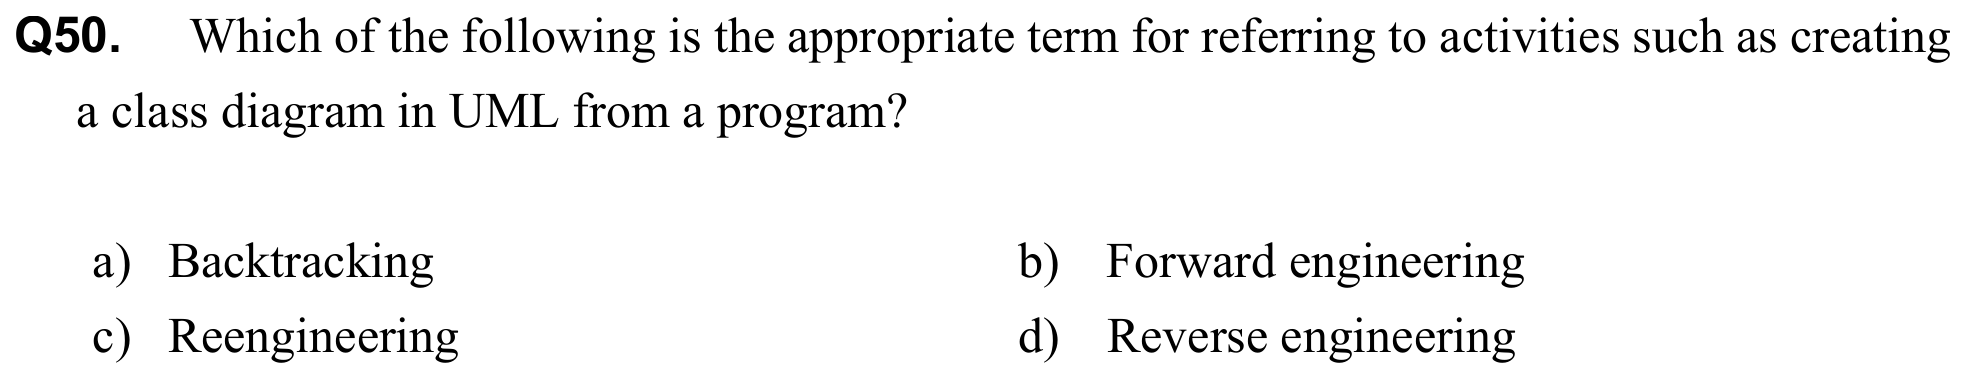 Q50. Which of the following is the appropriate term for referring to activities such as creating
a class diagram in UML from a program?
a) Backtracking b) Forward engineering
c) Reengineering d) Reverse engineering